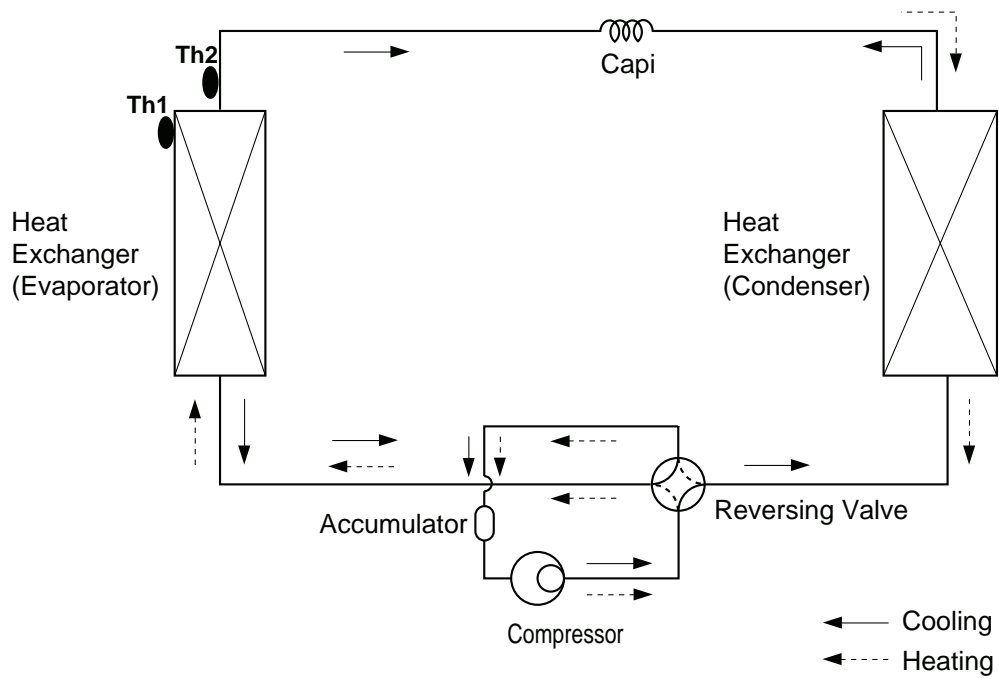 Th2
Th1
Capi
Heat
Exchanger
(Evaporator)
Heat
Exchanger
(Condenser)
Reversing Valve
Accumulator
Compressor
Cooling
Heating